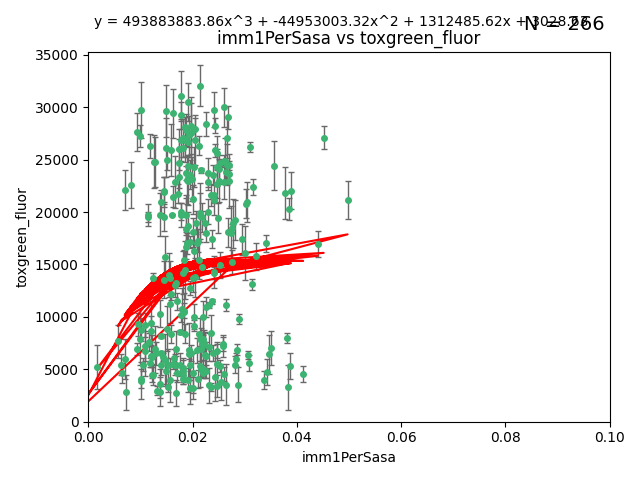 y = 493883883.86x^3 + -44953003.32x^2 + 1312485.62x +
N = 266
imm1PerSasa vs toxgreen_fluor
35000
30000
25000
20000
15000
10000
5000
0
toxgreen_fluor
0.00 0.02 0.04 0.06 0.08 0.10
imm1PerSasa